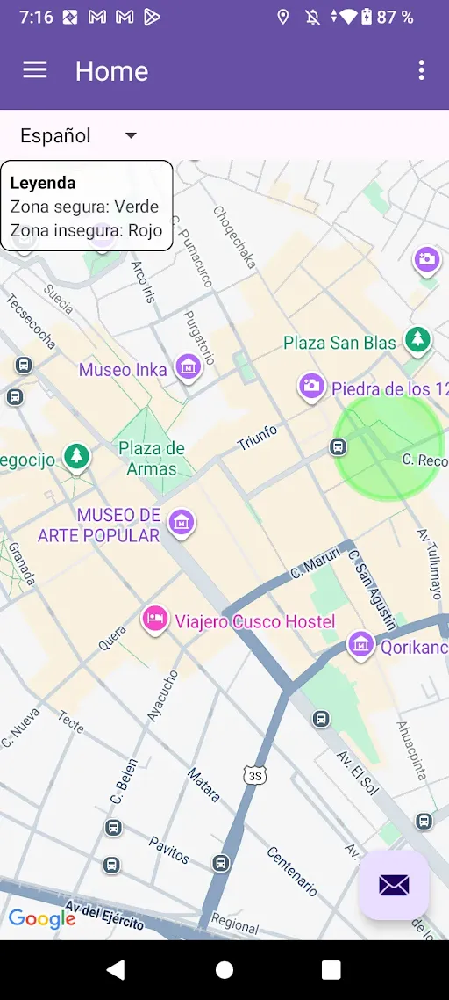 7:16
87 %
Home
Español
Leyenda
Zona segura: Verde
Zona insegura: Rojo
Choqechaka
C. Pumacurco
Arco Iris
Suecia
Tecsecocha
Purgatorio
Plaza San Blas
Museo Inka
Piedra de los 12
Triunfo
Plaza de
Armas
egocijo
C. Reco
MUSEO DE
ARTE POPULAR
Granada
C. Maruri
C. San Agustin
Av Tullumayo
Viajero Cusco Hostel
Quera
Qorikanc
Ayacucho
C. Nueva
Tecte
Ahuacpinta
3S
Av. El Sol
C. Belen
Matara
Pavitos
Centenario
Av.
Google
Av del Ejército
Regional
de lo